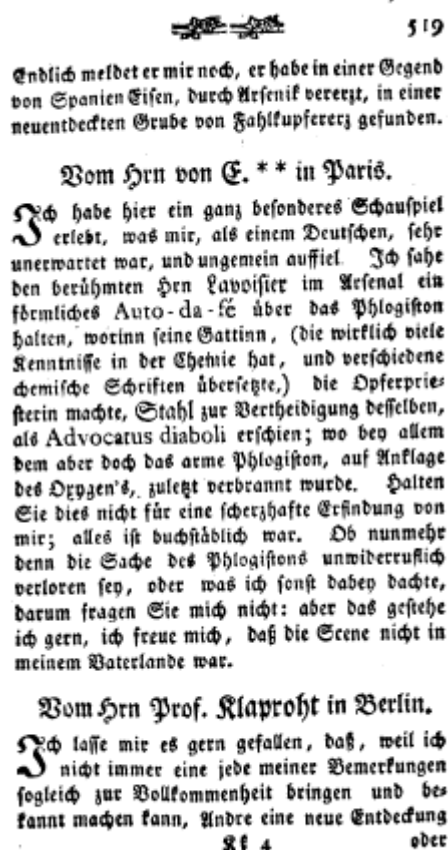 519
Endlich meldet er mir noch, er habe in einer Gegend
von Spanien Eisen, durch Arsenik vererzt, in einer
neuentdeckten Grube von Fahlkupfererz gefunden.
Vom Hrn von E. ** in Paris.
Ich habe hier ein ganz besonderes Schauspiel
erlebt, was mir, als einem Deutschen, sehr
unerwartet war, und ungemein auffiel. Ich sahe
den berühmten Hrn Lavoisier im Arsenal ein
förmliches Auto-da-fé über das Phlogiston
halten, worinn seine Gattinn, (die wirklich viele
Kenntnisse in der Chemie hat, und verschiedene
chemische Schriften übersetzte,) die Opferprie-
sterin machte, Stahl zur Vertheidigung desselben,
als Advocatus diaboli erschien; wo bey allem
dem aber doch das arme Phlogiston, auf Anklage
des Oxygen's, zuletzt verbrannt wurde. Halten
Sie dies nicht für eine scherzhafte Erfindung von
mir; alles ist buchstäblich war. Ob nunmehr
denn die Sache des Phlogistons unwiderruflich
verloren sey, oder was ich sonst dabey dachte,
darum fragen Sie mich nicht: aber das gestehe
ich gern, ich freue mich, daß die Scene nicht in
meinem Vaterlande war.
Vom Hrn Prof. Klaproht in Berlin.
Ich lasse mir es gern gefallen, daß, weil ich
nicht immer eine jede meiner Bemerkungen
sogleich zur Vollkommenheit bringen und be-
kannt machen kann, Andre eine neue Entdeckung
Kk 4 oder